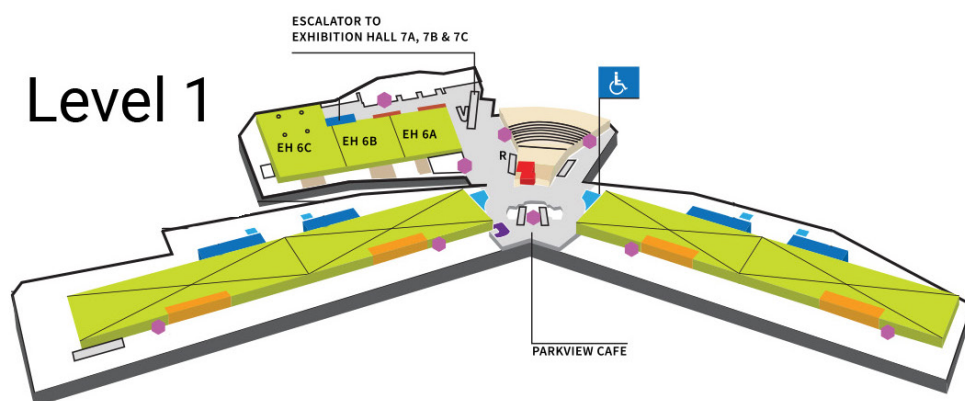 ESCALATOR TO
EXHIBITION HALL 7A, 7B & 7C
Level 1
EH 6C
EH 6B
EH 6A
R
PARKVIEW CAFE